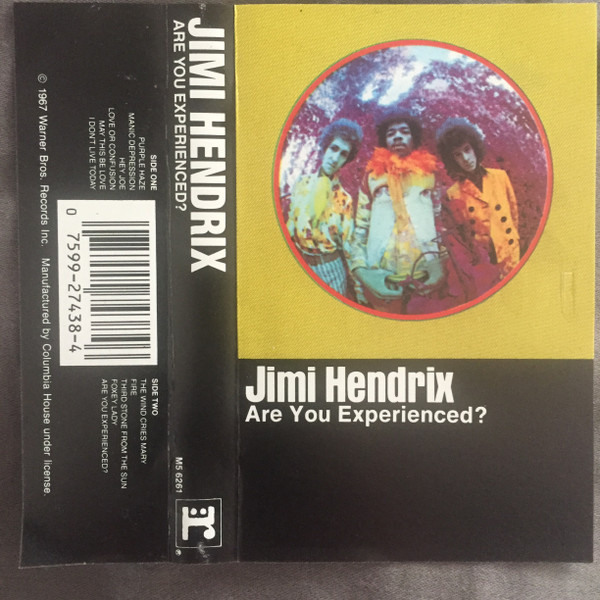 Jimi Hendrix
Are You Experienced?
JIMI HENDRIX
ARE YOU EXPERIENCED?
M5 6261
r
®
SIDE ONE
PURPLE HAZE
MANIC DEPRESSION
HEY JOE
LOVE OR CONFUSION
MAY THIS BE LOVE
I DON'T LIVE TODAY
0 7599-27438-4
SIDE TWO
THE WIND CRIES MARY
FIRE
THIRD STONE FROM THE SUN
FOXEY LADY
ARE YOU EXPERIENCED?
© 1967 Warner Bros. Records Inc. Manufactured by Columbia House under license.